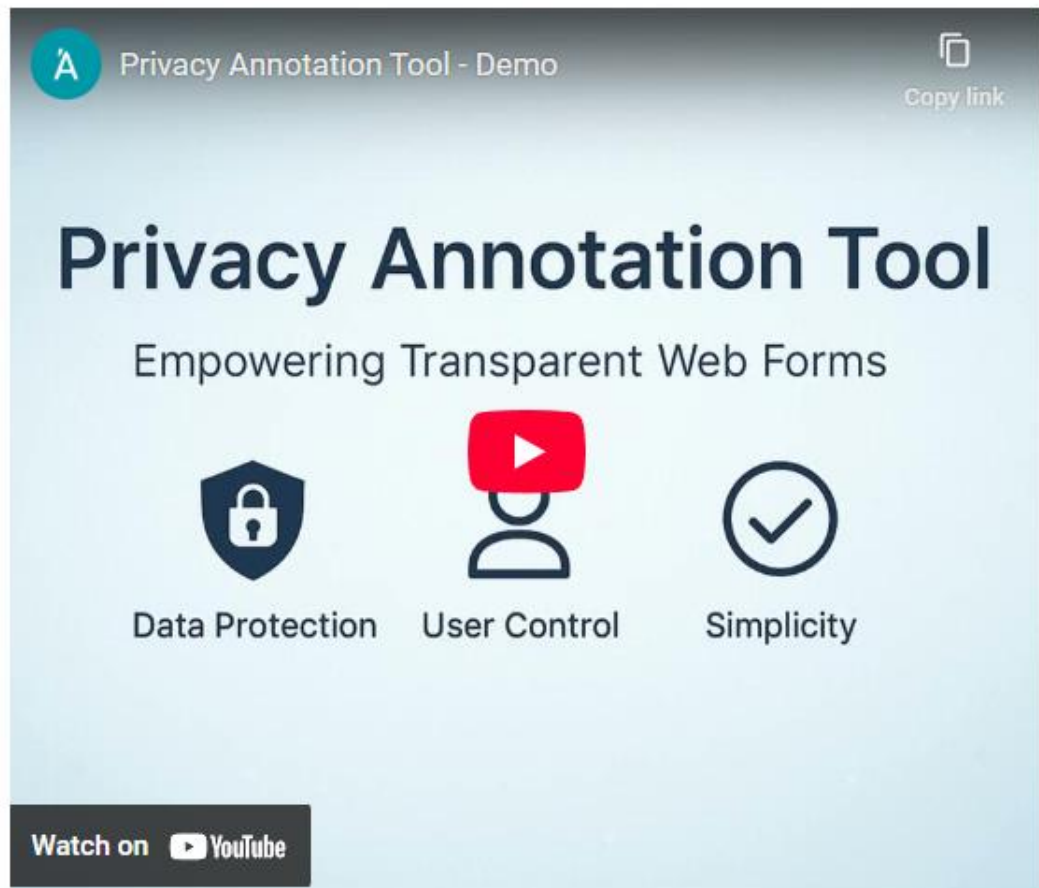 Ά Privacy Annotation Tool - Demo
Copy link
Privacy Annotation Tool
Empowering Transparent Web Forms
Data Protection User Control Simplicity
Watch on YouTube